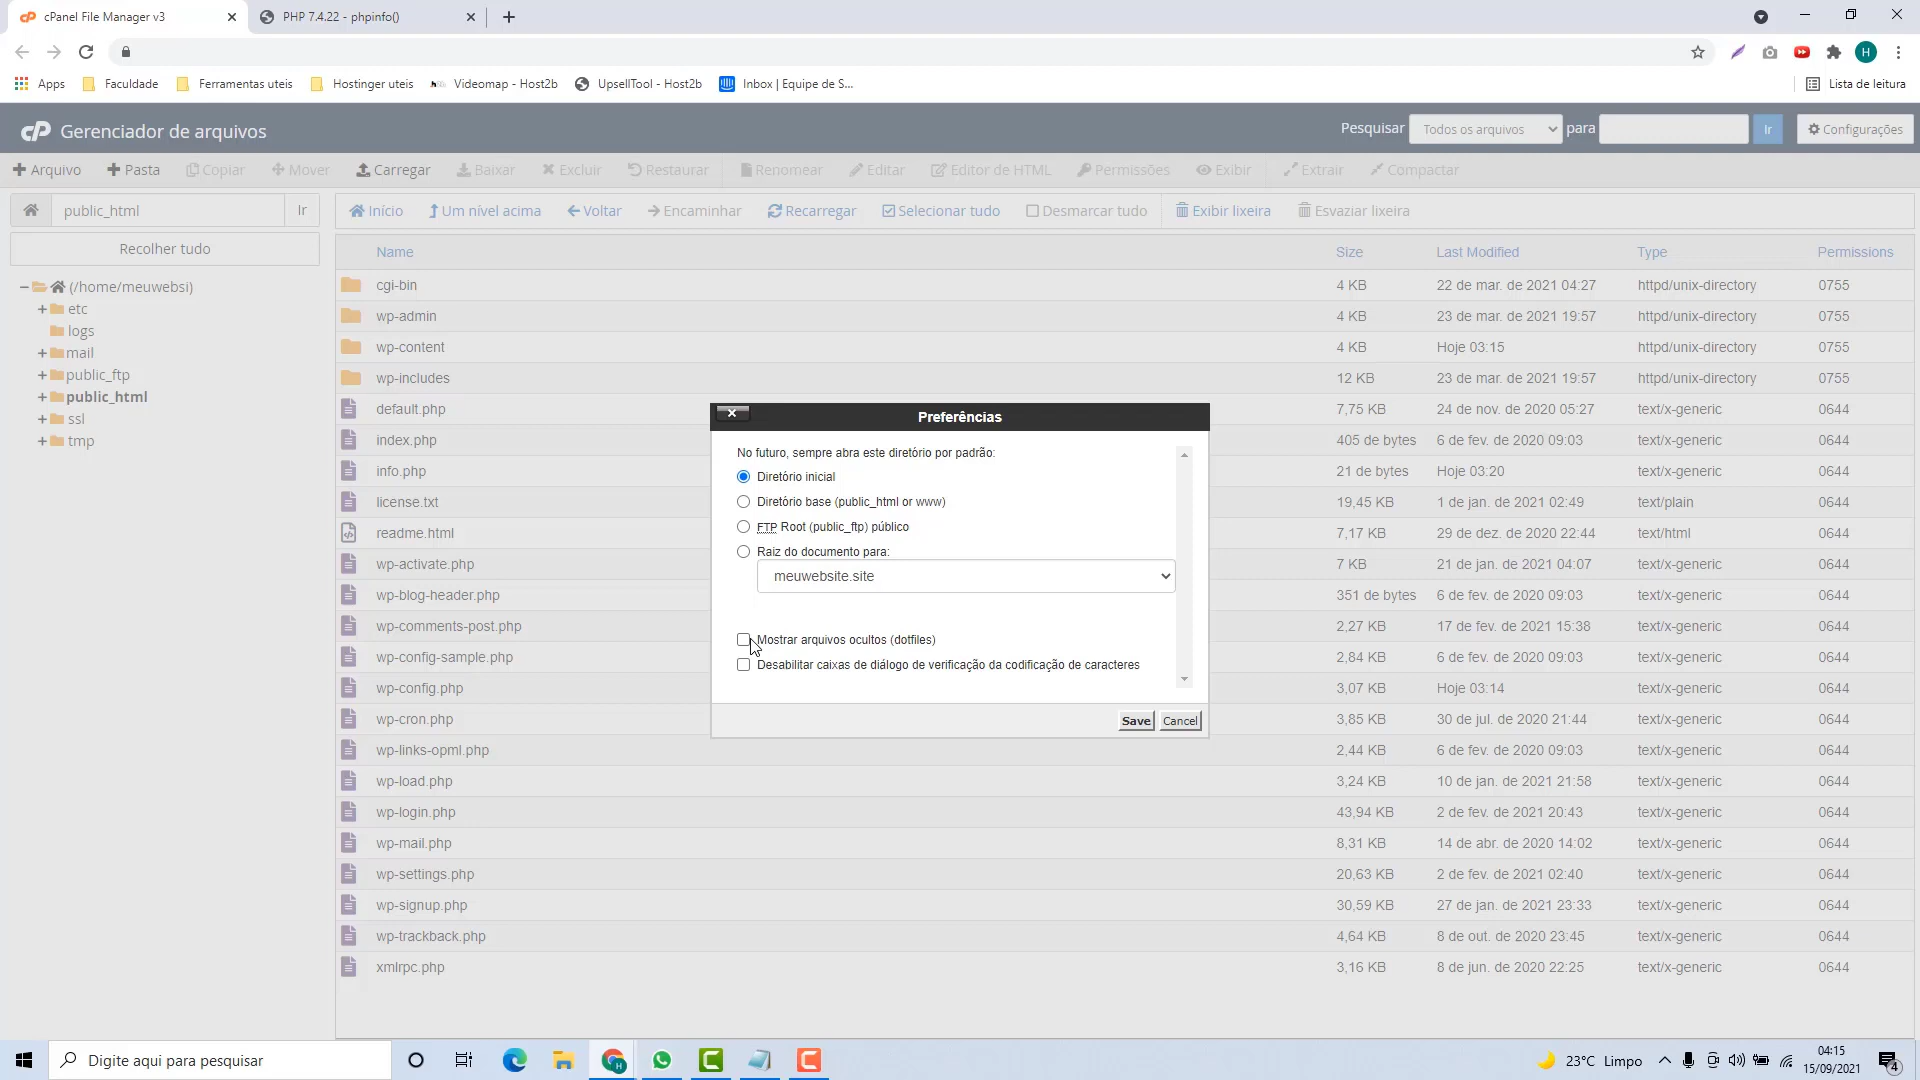 cPanel File Manager v3
PHP 7.4.22 - phpinfo()
Apps
Faculdade
Ferramentas uteis
Hostinger uteis
Videomap - Host2b
UpsellTool - Host2b
Inbox | Equipe de S...
Lista de leitura
H
cP Gerenciador de arquivos
Pesquisar
Todos os arquivos
para
Ir
Configurações
Arquivo
Pasta
Copiar
Mover
Carregar
Baixar
Excluir
Restaurar
Renomear
Editar
Editor de HTML
Permissões
Exibir
Extrair
Compactar
public_html
Ir
Início
Um nível acima
Voltar
Encaminhar
Recarregar
Selecionar tudo
Desmarcar tudo
Exibir lixeira
Esvaziar lixeira
Recolher tudo
(/home/meuwebsi)
etc
logs
mail
public_ftp
public_html
ssl
tmp
Name Size Last Modified Type Permissions
cgi-bin 4 KB 22 de mar. de 2021 04:27 httpd/unix-directory 0755
wp-admin 4 KB 23 de mar. de 2021 19:57 httpd/unix-directory 0755
wp-content 4 KB Hoje 03:15 httpd/unix-directory 0755
wp-includes 12 KB 23 de mar. de 2021 19:57 httpd/unix-directory 0755
default.php 7,75 KB 24 de nov. de 2020 05:27 text/x-generic 0644
index.php 405 de bytes 6 de fev. de 2020 09:03 text/x-generic 0644
info.php 21 de bytes Hoje 03:20 text/x-generic 0644
license.txt 19,45 KB 1 de jan. de 2021 02:49 text/plain 0644
readme.html 7,17 KB 29 de dez. de 2020 22:44 text/html 0644
wp-activate.php 7 KB 21 de jan. de 2021 04:07 text/x-generic 0644
wp-blog-header.php 351 de bytes 6 de fev. de 2020 09:03 text/x-generic 0644
wp-comments-post.php 2,27 KB 17 de fev. de 2021 15:38 text/x-generic 0644
wp-config-sample.php 2,84 KB 6 de fev. de 2020 09:03 text/x-generic 0644
wp-config.php 3,07 KB Hoje 03:14 text/x-generic 0644
wp-cron.php 3,85 KB 30 de jul. de 2020 21:44 text/x-generic 0644
wp-links-opml.php 2,44 KB 6 de fev. de 2020 09:03 text/x-generic 0644
wp-load.php 3,24 KB 10 de jan. de 2021 21:58 text/x-generic 0644
wp-login.php 43,94 KB 2 de fev. de 2021 20:43 text/x-generic 0644
wp-mail.php 8,31 KB 14 de abr. de 2020 14:02 text/x-generic 0644
wp-settings.php 20,63 KB 2 de fev. de 2021 02:40 text/x-generic 0644
wp-signup.php 30,59 KB 27 de jan. de 2021 23:33 text/x-generic 0644
wp-trackback.php 4,64 KB 8 de out. de 2020 23:45 text/x-generic 0644
xmlrpc.php 3,16 KB 8 de jun. de 2020 22:25 text/x-generic 0644
Preferências
No futuro, sempre abra este diretório por padrão:
Diretório inicial
Diretório base (public_html or www)
FTP Root (public_ftp) público
Raiz do documento para:
meuwebsite.site
Mostrar arquivos ocultos (dotfiles)
Desabilitar caixas de diálogo de verificação da codificação de caracteres
Save
Cancel
Digite aqui para pesquisar
23°C Limpo
04:15
15/09/2021
4